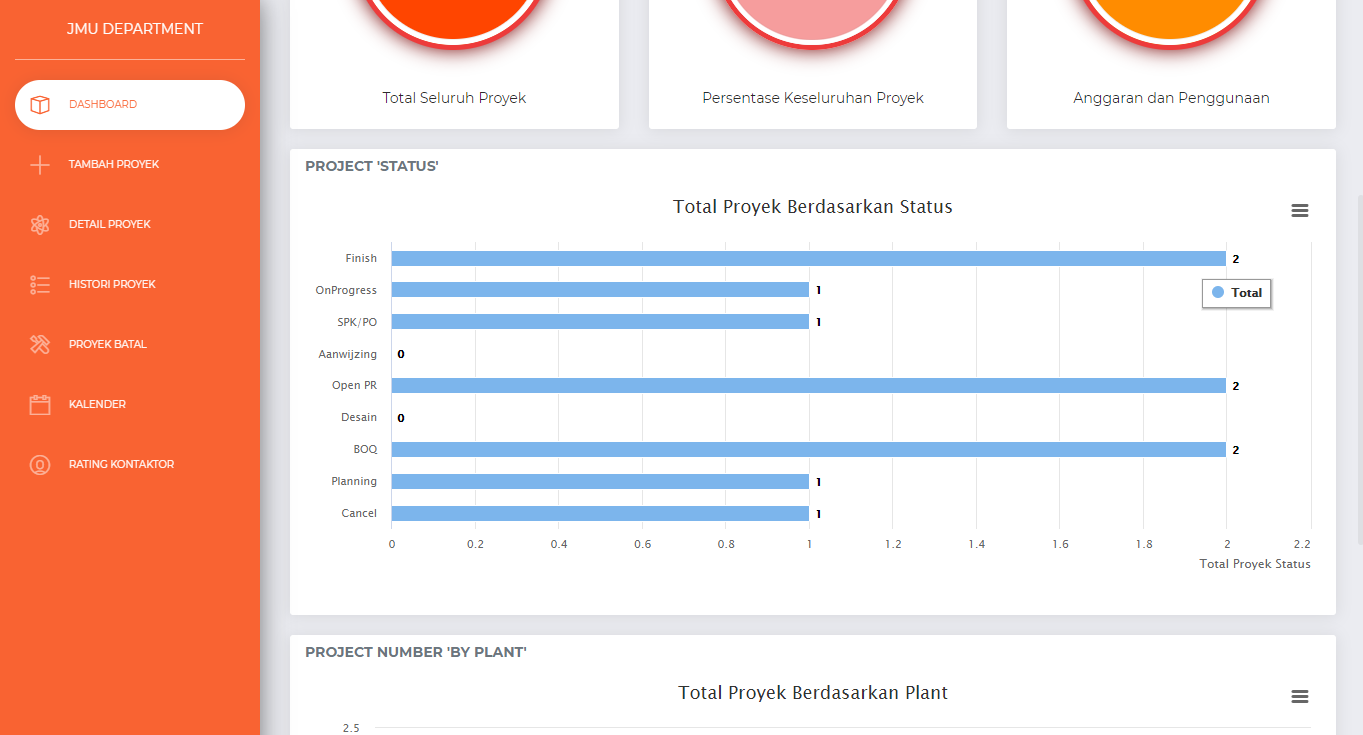 JMU DEPARTMENT
DASHBOARD
TAMBAH PROYEK
DETAIL PROYEK
HISTORI PROYEK
PROYEK BATAL
KALENDER
RATING KONTAKTOR
Total Seluruh Proyek
Persentase Keseluruhan Proyek
Anggaran dan Penggunaan
PROJECT 'STATUS'
Total Proyek Berdasarkan Status
Finish 2
Total
OnProgress 1
SPK/PO 1
Aanwijzing 0
Open PR 2
Desain 0
BOQ 2
Planning 1
Cancel 1
0 0.2 0.4 0.6 0.8 1 1.2 1.4 1.6 1.8 2 2.2
Total Proyek Status
PROJECT NUMBER 'BY PLANT'
Total Proyek Berdasarkan Plant
2.5